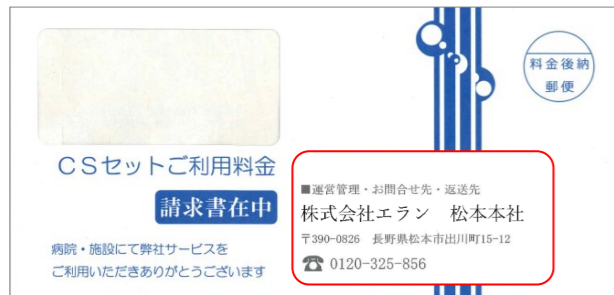 料金後納
郵便
CSセットご利用料金
請求書在中
病院・施設にて弊社サービスを
ご利用いただきありがとうございます
■運営管理・お問合せ先・返送先
株式会社エラン 松本本社
〒390-0826 長野県松本市出川町15-12
☎ 0120-325-856